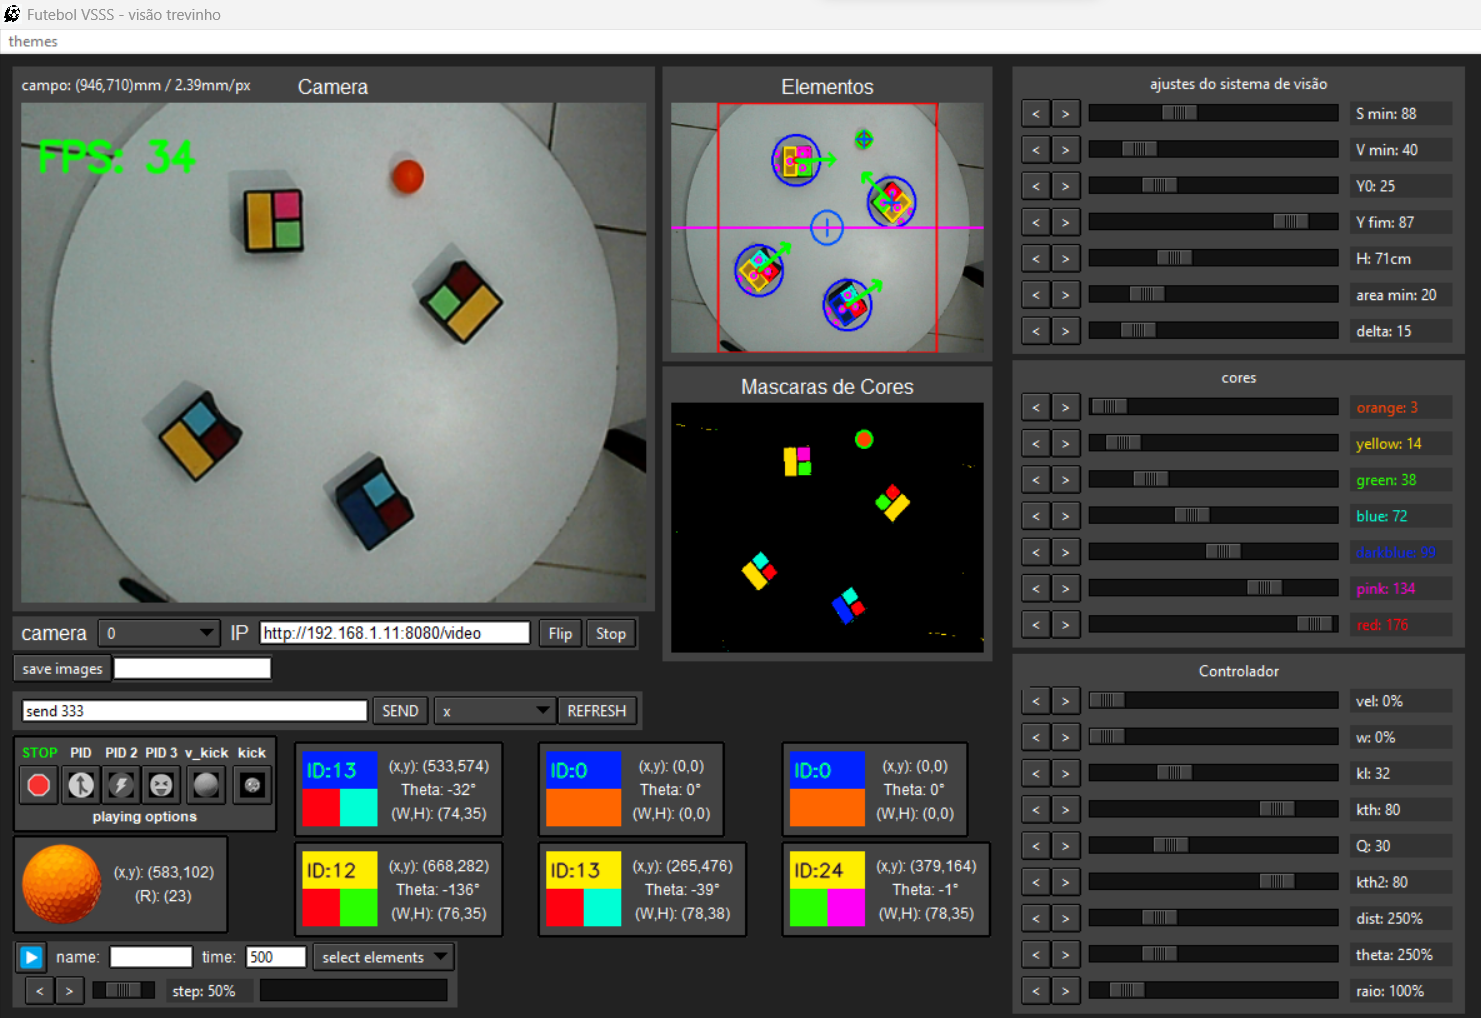 Futebol VSSS - visão trevinho
themes
campo: (946,710)mm / 2.39mm/px
Camera
FPS: 34
Elementos
Mascaras de Cores
camera
0
IP
http://192.168.1.11:8080/video
Flip
Stop
save images
send 333
SEND
x
REFRESH
STOP PID PID 2 PID 3 v_kick kick
playing options
(x,y): (583,102)
(R): (23)
ID:13
(x,y): (533,574)
Theta: -32°
(W,H): (74,35)
ID:0
(x,y): (0,0)
Theta: 0°
(W,H): (0,0)
ID:0
(x,y): (0,0)
Theta: 0°
(W,H): (0,0)
ID:12
(x,y): (668,282)
Theta: -136°
(W,H): (76,35)
ID:13
(x,y): (265,476)
Theta: -39°
(W,H): (78,38)
ID:24
(x,y): (379,164)
Theta: -1°
(W,H): (78,35)
name:
time:
500
select elements
< >
step: 50%
ajustes do sistema de visão
< > S min: 88
< > V min: 40
< > Y0: 25
< > Y fim: 87
< > H: 71cm
< > area min: 20
< > delta: 15
cores
< > orange: 3
< > yellow: 14
< > green: 38
< > blue: 72
< > darkblue: 99
< > pink: 134
< > red: 176
Controlador
< > vel: 0%
< > w: 0%
< > kl: 32
< > kth: 80
< > Q: 30
< > kth2: 80
< > dist: 250%
< > theta: 250%
< > raio: 100%